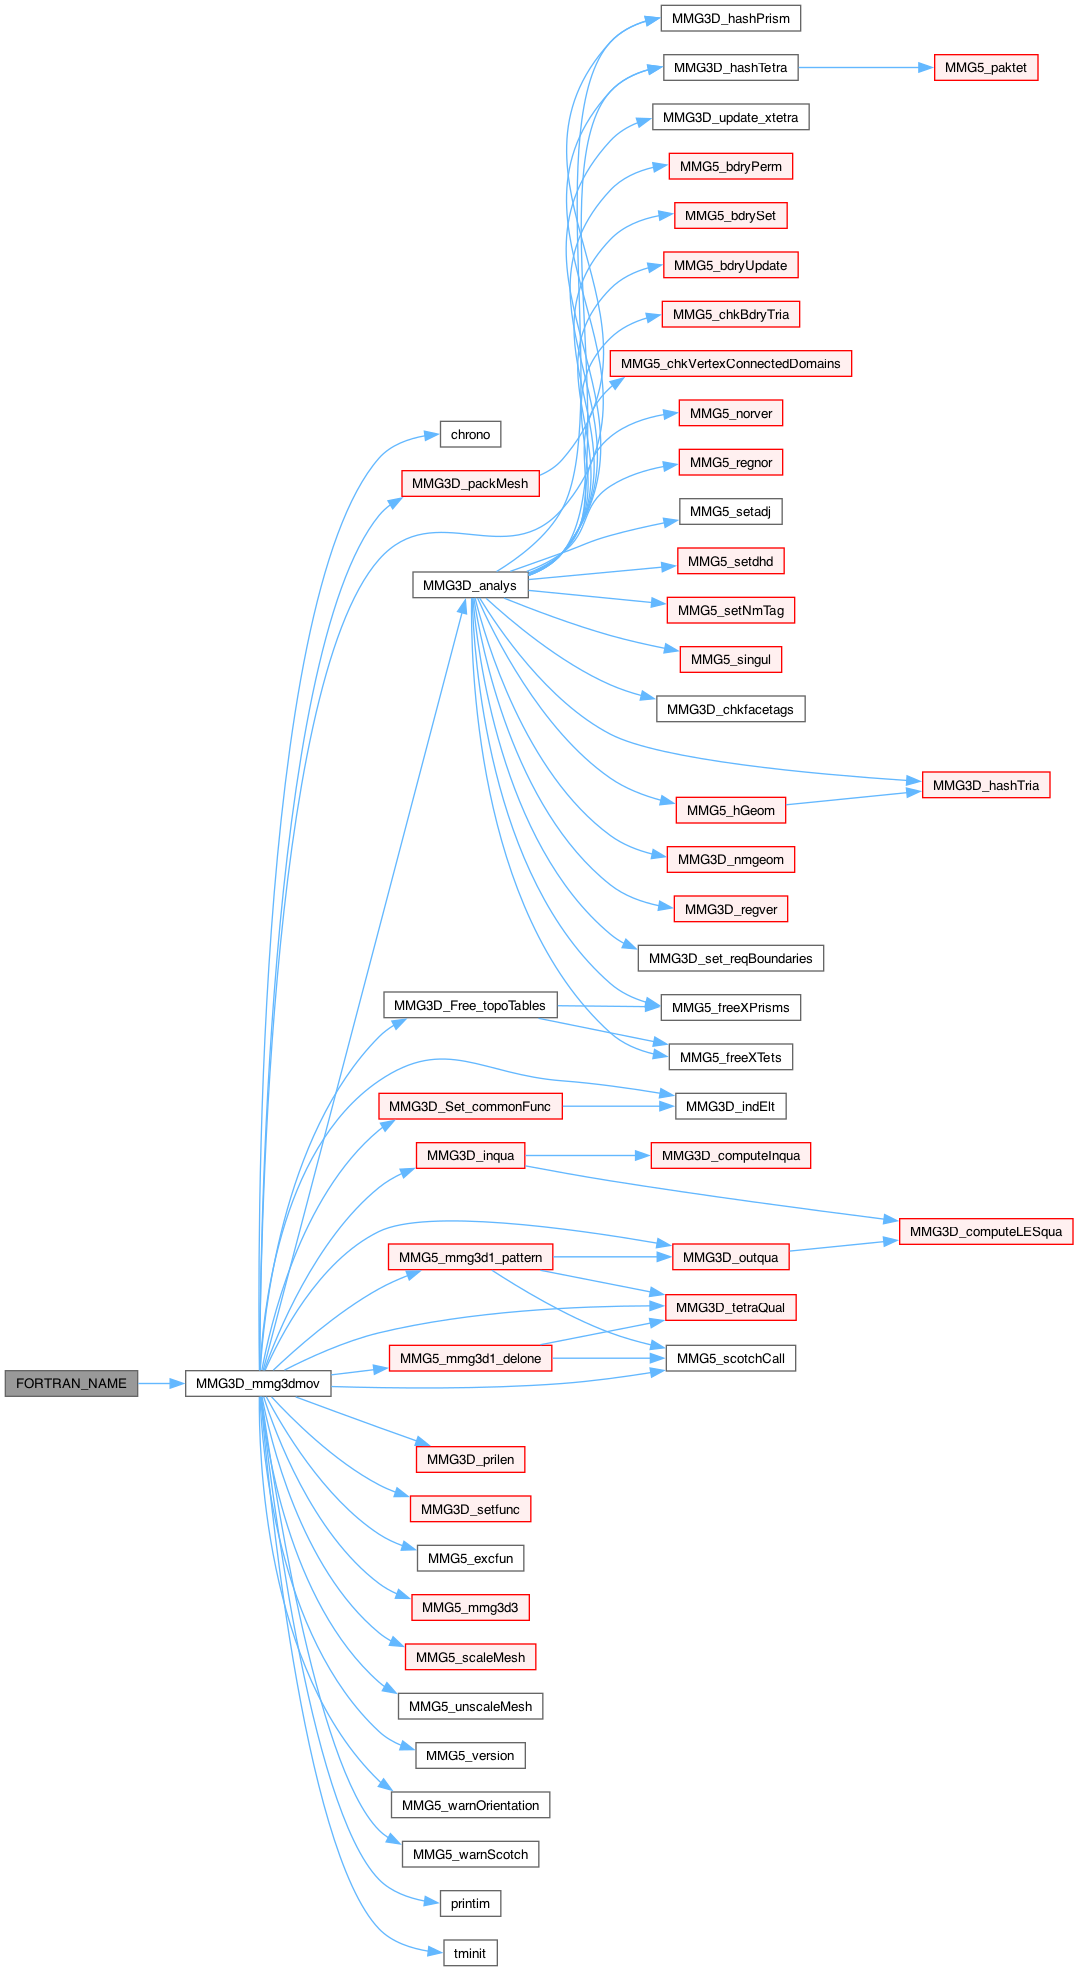 MMG3D_hashPrism
MMG3D_hashTetra
MMG5_paktet
MMG3D_update_xtetra
MMG5_bdryPerm
MMG5_bdrySet
MMG5_bdryUpdate
MMG5_chkBdryTria
MMG5_chkVertexConnectedDomains
MMG5_norver
chrono
MMG5_regnor
MMG3D_packMesh
MMG5_setadj
MMG5_setdhd
MMG3D_analys
MMG5_setNmTag
MMG5_singul
MMG3D_chkfacetags
MMG3D_hashTria
MMG5_hGeom
MMG3D_nmgeom
MMG3D_regver
MMG3D_set_reqBoundaries
MMG3D_Free_topoTables
MMG5_freeXPrisms
MMG5_freeXTets
MMG3D_Set_commonFunc
MMG3D_indElt
MMG3D_inqua
MMG3D_computeInqua
MMG3D_computeLESqua
MMG5_mmg3d1_pattern
MMG3D_outqua
MMG3D_tetraQual
MMG5_mmg3d1_delone
MMG5_scotchCall
FORTRAN_NAME
MMG3D_mmg3dmov
MMG3D_prilen
MMG3D_setfunc
MMG5_excfun
MMG5_mmg3d3
MMG5_scaleMesh
MMG5_unscaleMesh
MMG5_version
MMG5_warnOrientation
MMG5_warnScotch
printim
tminit